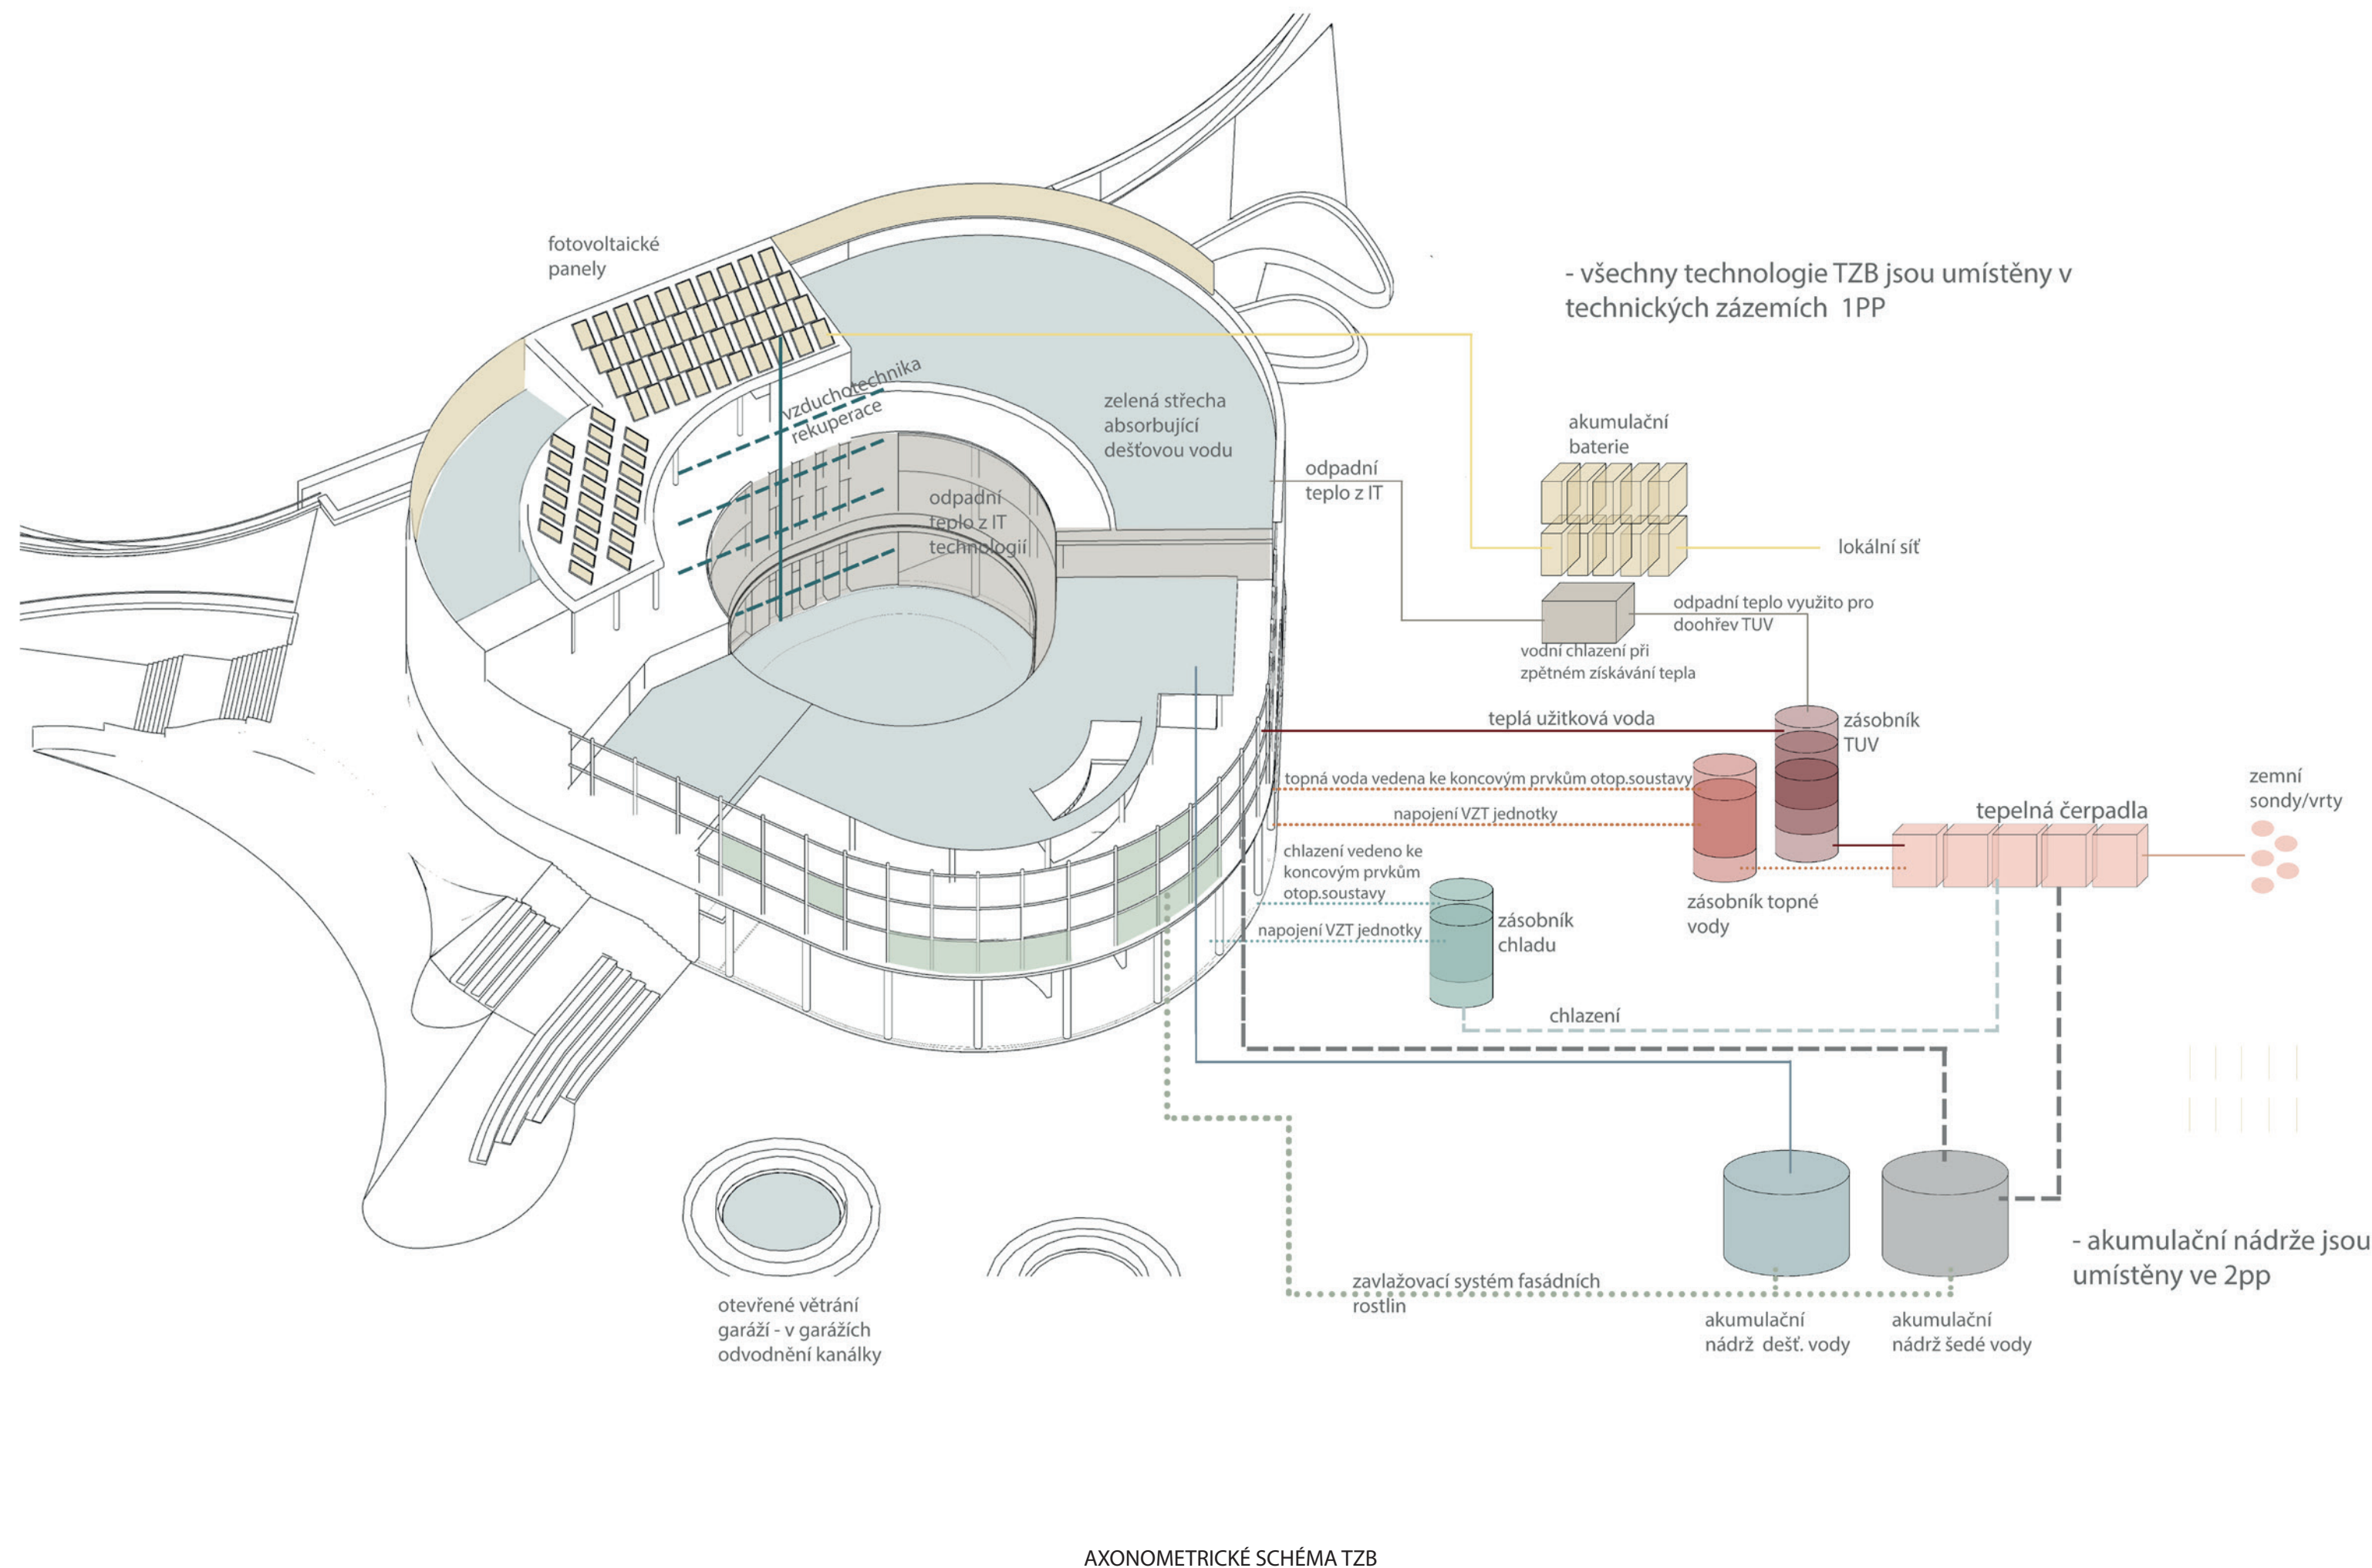 fotovoltaické
panely
- všechny technologie TZB jsou umístěny v
technických zázemích 1PP
vzduchotechnika
rekuperace
zelená střecha
absorbující
dešťovou vodu
akumulační
baterie
odpadní
teplo z IT
odpadní
teplo z IT
technologií
lokální síť
odpadní teplo využito pro
doohřev TUV
vodní chlazení při
zpětném získávání tepla
teplá užitková voda
zásobník
TUV
topná voda vedena ke koncovým prvkům otop.soustavy
zemní
sondy/vrty
napojení VZT jednotky
tepelná čerpadla
chlazení vedeno ke
koncovým prvkům
otop.soustavy
zásobník topné
vody
napojení VZT jednotky
zásobník
chladu
chlazení
- akumulační nádrže jsou
umístěny ve 2pp
zavlažovací systém fasádních
rostlin
otevřené větrání
garáží - v garážích
odvodnění kanálky
akumulační
nádrž dešť. vody
akumulační
nádrž šedé vody
AXONOMETRICKÉ SCHÉMA TZB